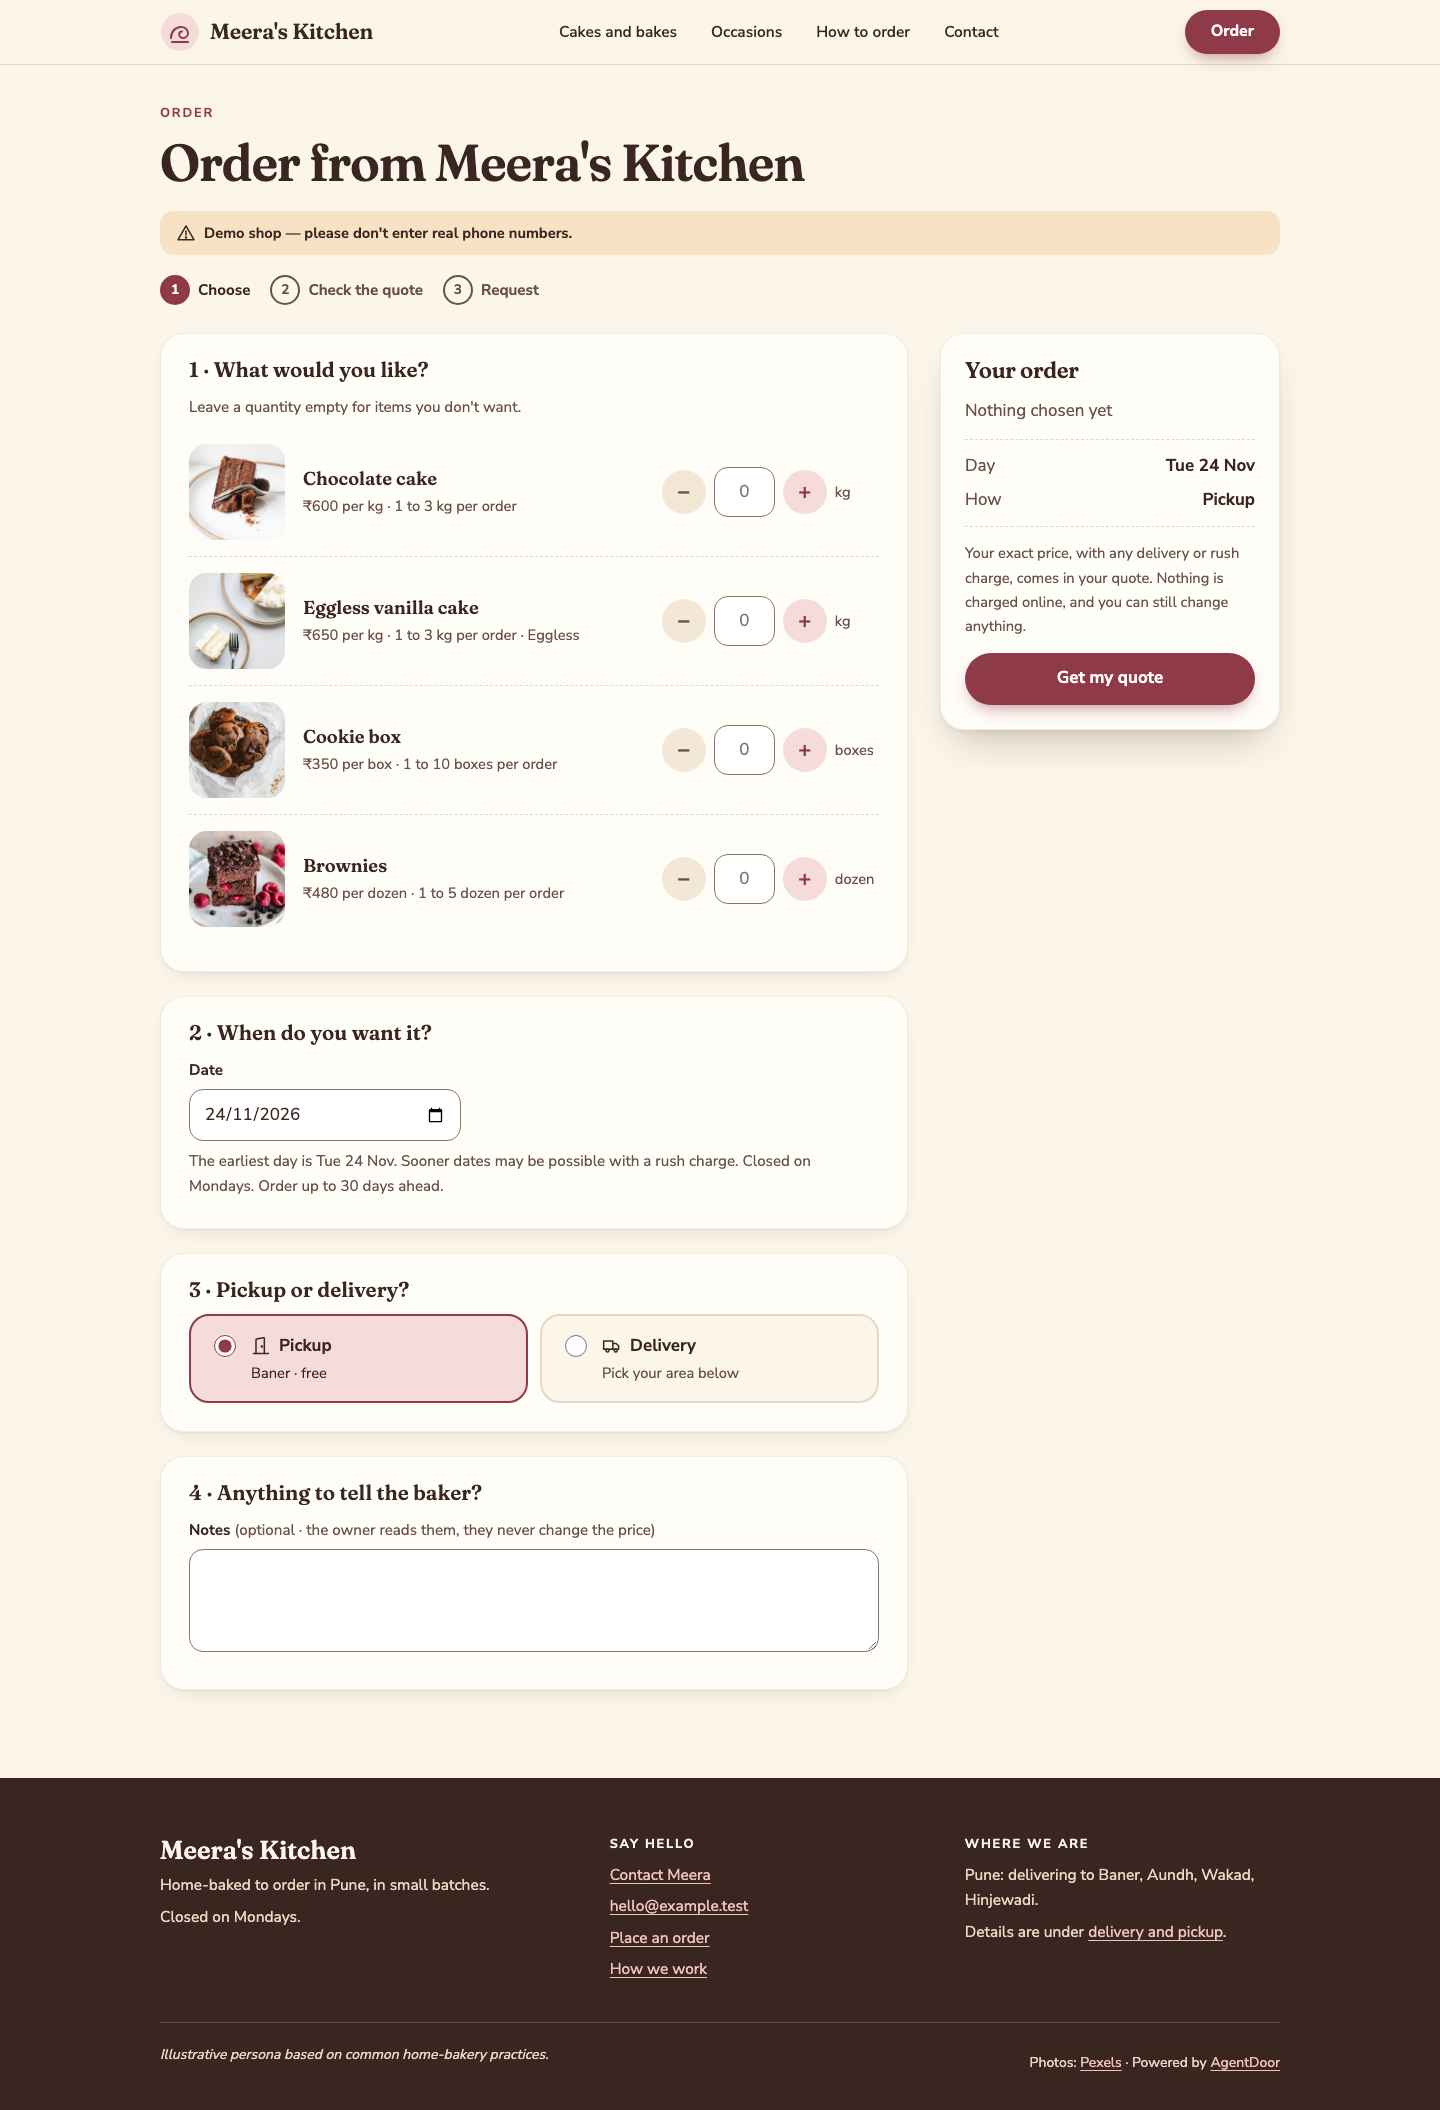 Meera's Kitchen
Cakes and bakes
Occasions
How to order
Contact
Order
ORDER
Order from Meera's Kitchen
Demo shop — please don't enter real phone numbers.
1 Choose
2 Check the quote
3 Request
1 · What would you like?
Leave a quantity empty for items you don't want.
Chocolate cake
₹600 per kg · 1 to 3 kg per order
− 0 + kg
Eggless vanilla cake
₹650 per kg · 1 to 3 kg per order · Eggless
− 0 + kg
Cookie box
₹350 per box · 1 to 10 boxes per order
− 0 + boxes
Brownies
₹480 per dozen · 1 to 5 dozen per order
− 0 + dozen
Your order
Nothing chosen yet
Day Tue 24 Nov
How Pickup
Your exact price, with any delivery or rush
charge, comes in your quote. Nothing is
charged online, and you can still change
anything.
Get my quote
2 · When do you want it?
Date
24/11/2026
The earliest day is Tue 24 Nov. Sooner dates may be possible with a rush charge. Closed on
Mondays. Order up to 30 days ahead.
3 · Pickup or delivery?
Pickup
Baner · free
Delivery
Pick your area below
4 · Anything to tell the baker?
Notes (optional · the owner reads them, they never change the price)
Meera's Kitchen
Home-baked to order in Pune, in small batches.
Closed on Mondays.
SAY HELLO
Contact Meera
hello@example.test
Place an order
How we work
WHERE WE ARE
Pune: delivering to Baner, Aundh, Wakad,
Hinjewadi.
Details are under delivery and pickup.
Illustrative persona based on common home-bakery practices.
Photos: Pexels · Powered by AgentDoor